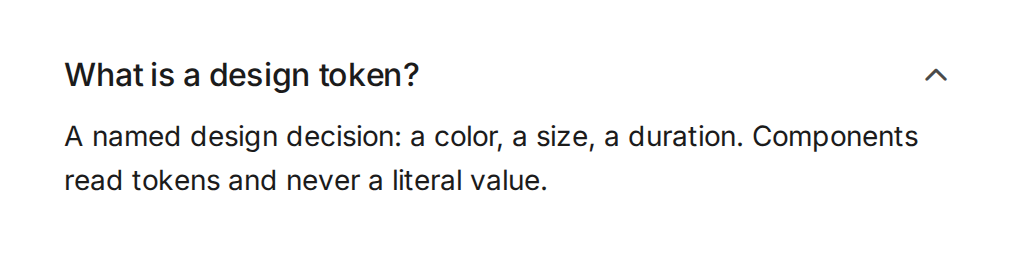 What is a design token?
A named design decision: a color, a size, a duration. Components
read tokens and never a literal value.